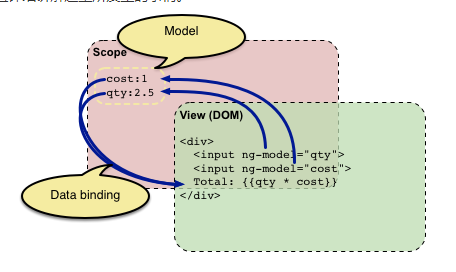 Model
Scope
cost:1
qty:2.5
View (DOM)
<div>
<input ng-model="qty">
<input ng-model="cost">
Total: {{qty * cost}}
</div>
Data binding